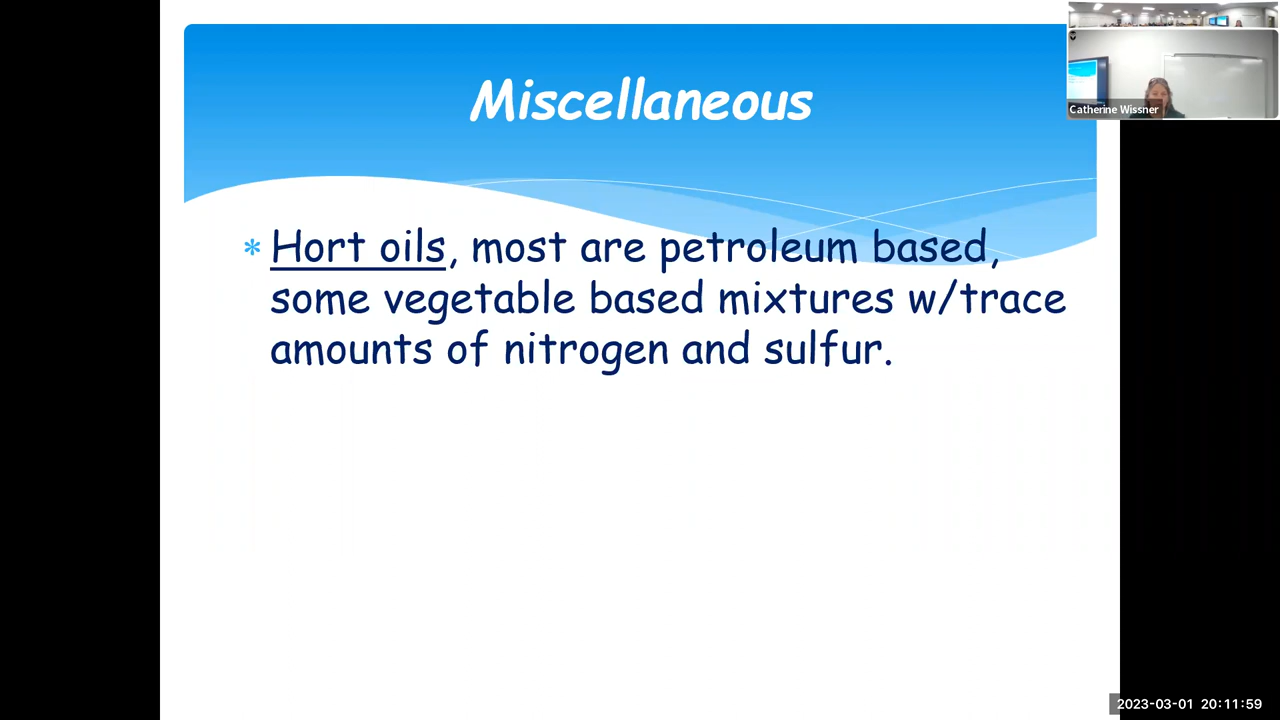 Miscellaneous
Catherine Wissner
* Hort oils, most are petroleum based,
some vegetable based mixtures w/trace
amounts of nitrogen and sulfur.
2023-03-01 20:11:59